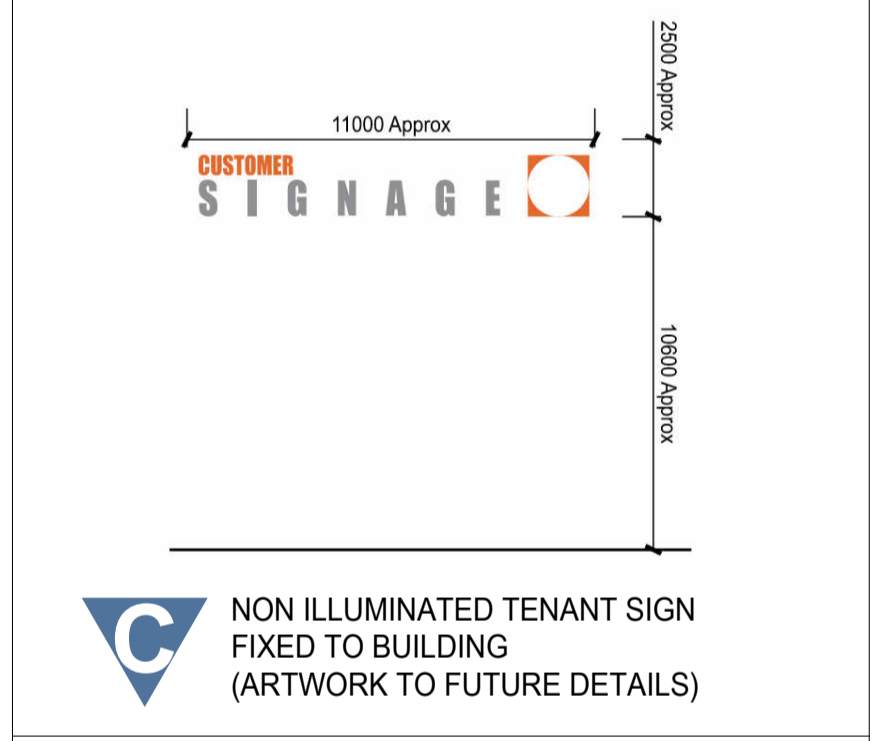 2500 Approx
11000 Approx
CUSTOMER
SIGNAGE
10600 Approx
C
NON ILLUMINATED TENANT SIGN
FIXED TO BUILDING
(ARTWORK TO FUTURE DETAILS)